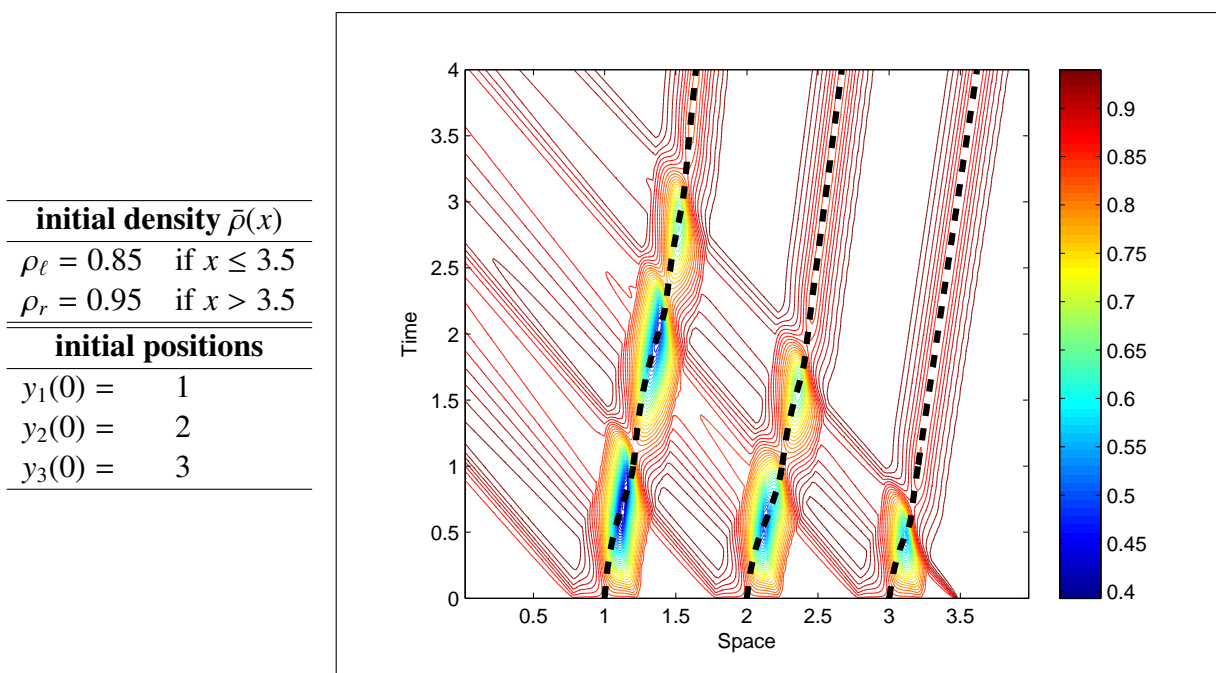 initial density ρ̄(x)
ρℓ = 0.85 if x ≤ 3.5
ρr = 0.95 if x > 3.5
initial positions
y1(0) = 1
y2(0) = 2
y3(0) = 3
4
3.5
3
2.5
2
1.5
1
0.5
0
Time
0.5 1 1.5 2 2.5 3 3.5
Space
0.9
0.85
0.8
0.75
0.7
0.65
0.6
0.55
0.5
0.45
0.4